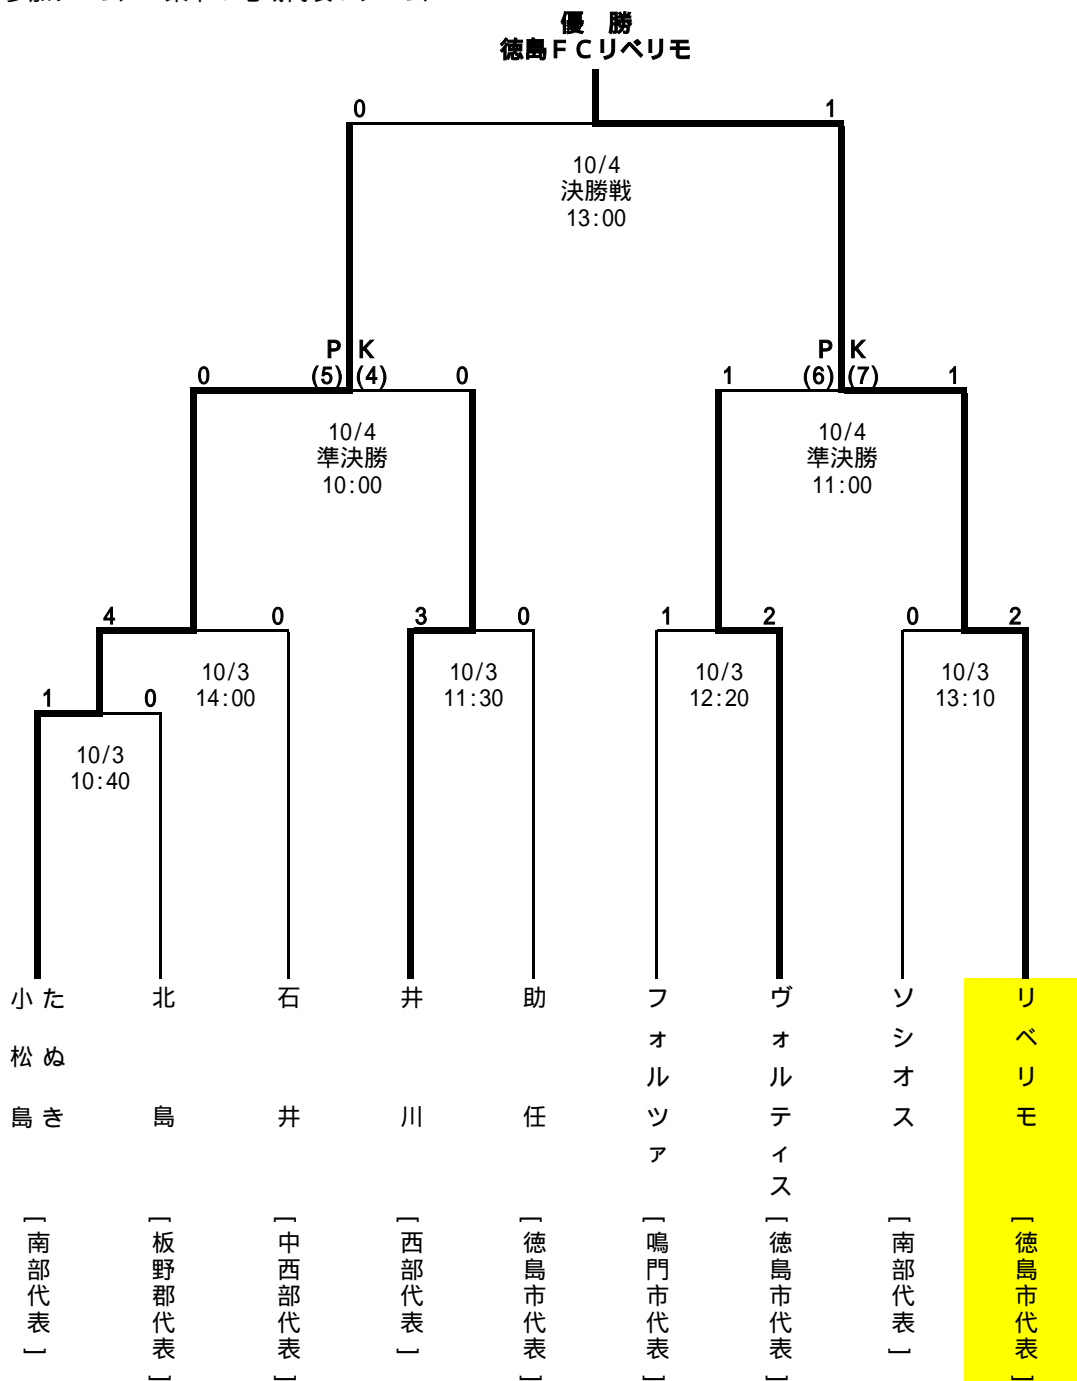 優　勝
徳島ＦＣリベリモ
0 1
10/4
決勝戦
13:00
P K
0 (5) (4) 0
P K
1 (6) (7) 1
10/4
準決勝
10:00
10/4
準決勝
11:00
4 0
3 0
1 2
0 2
10/3
14:00
10/3
11:30
10/3
12:20
10/3
13:10
1 0
10/3
10:40
小松島
たぬき
北島
石井
井川
助任
フォルツァ
ヴォルティス
ソシオス
リベリモ
[南部代表]
[板野郡代表]
[中西部代表]
[西部代表]
[徳島市代表]
[鳴門市代表]
[徳島市代表]
[南部代表]
[徳島市代表]